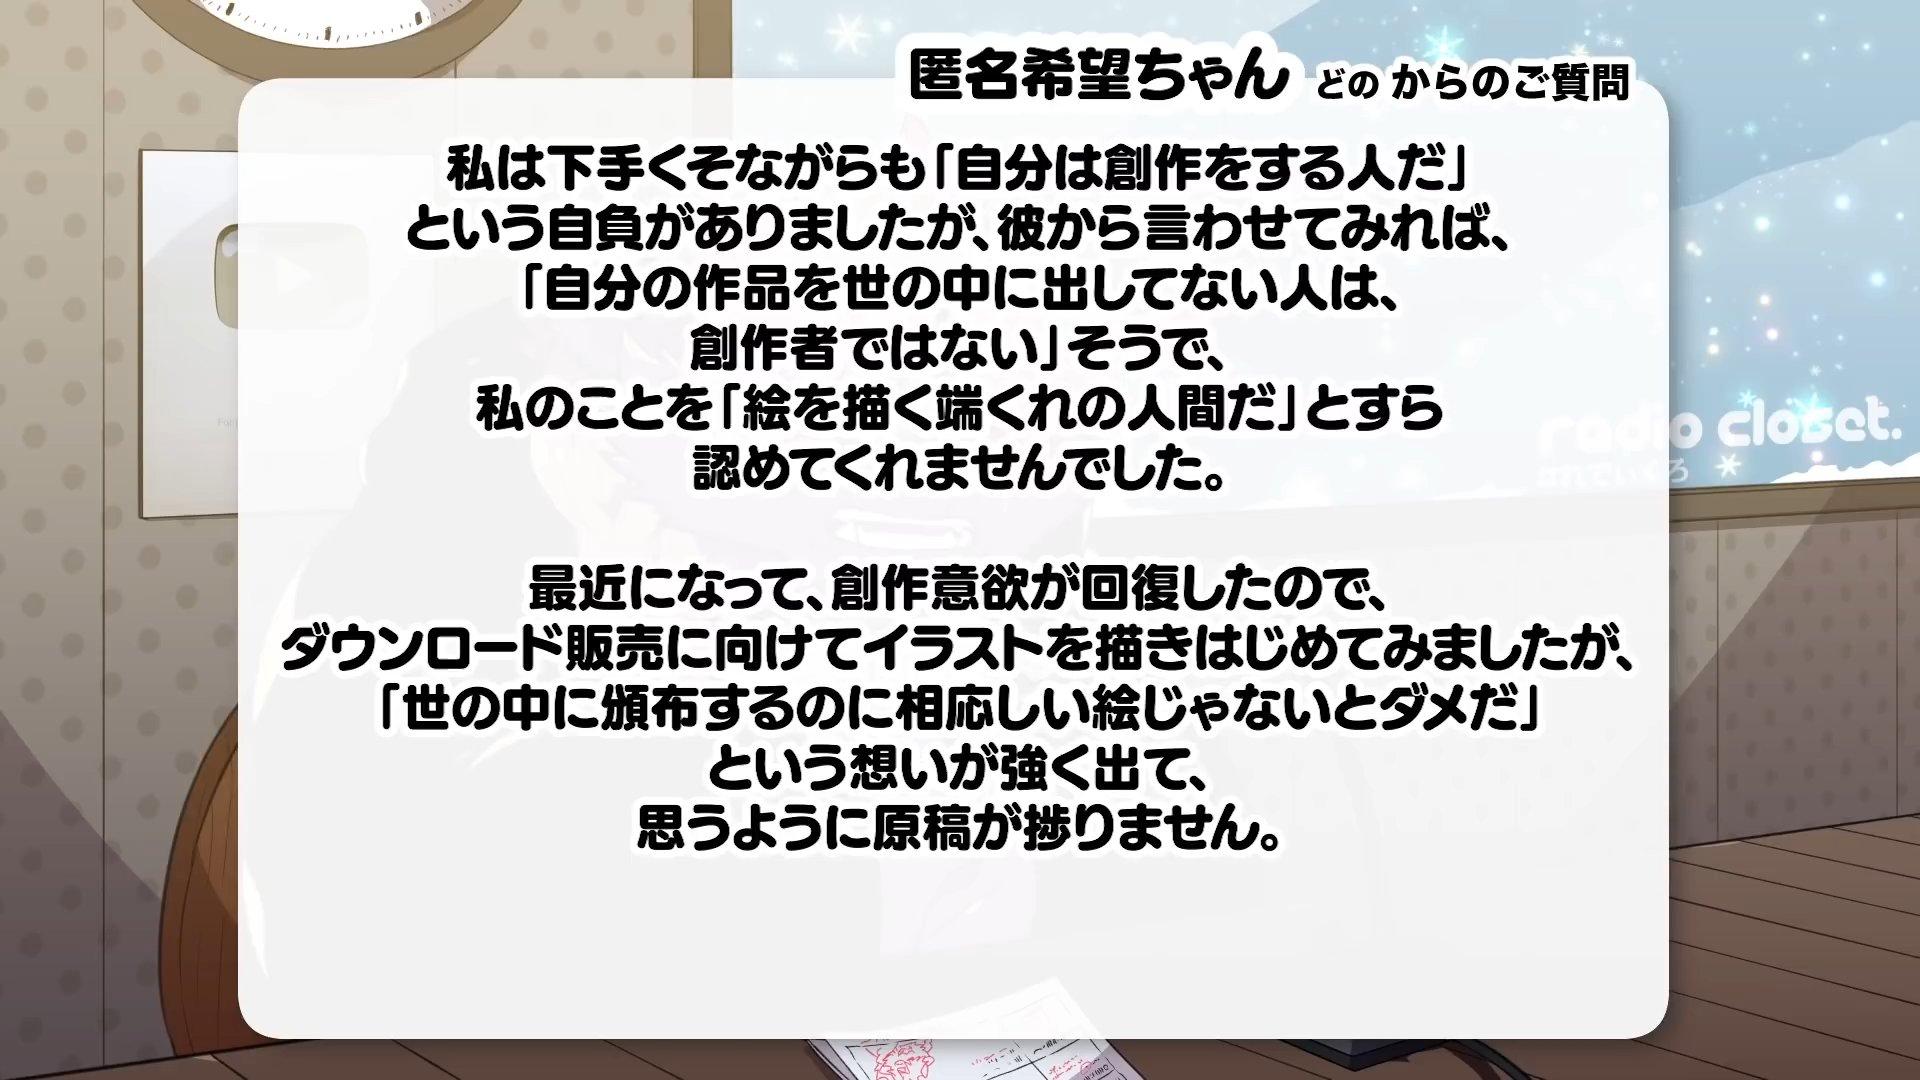 匿名希望ちゃん どの からのご質問
私は下手くそながらも「自分は創作をする人だ」
という自負がありましたが、彼から言わせてみれば、
「自分の作品を世の中に出してない人は、
創作者ではない」そうで、
私のことを「絵を描く端くれの人間だ」とすら
認めてくれませんでした。
最近になって、創作意欲が回復したので、
ダウンロード販売に向けてイラストを描きはじめてみましたが、
「世の中に頒布するのに相応しい絵じゃないとダメだ」
という想いが強く出て、
思うように原稿が捗りません。
radio closet.